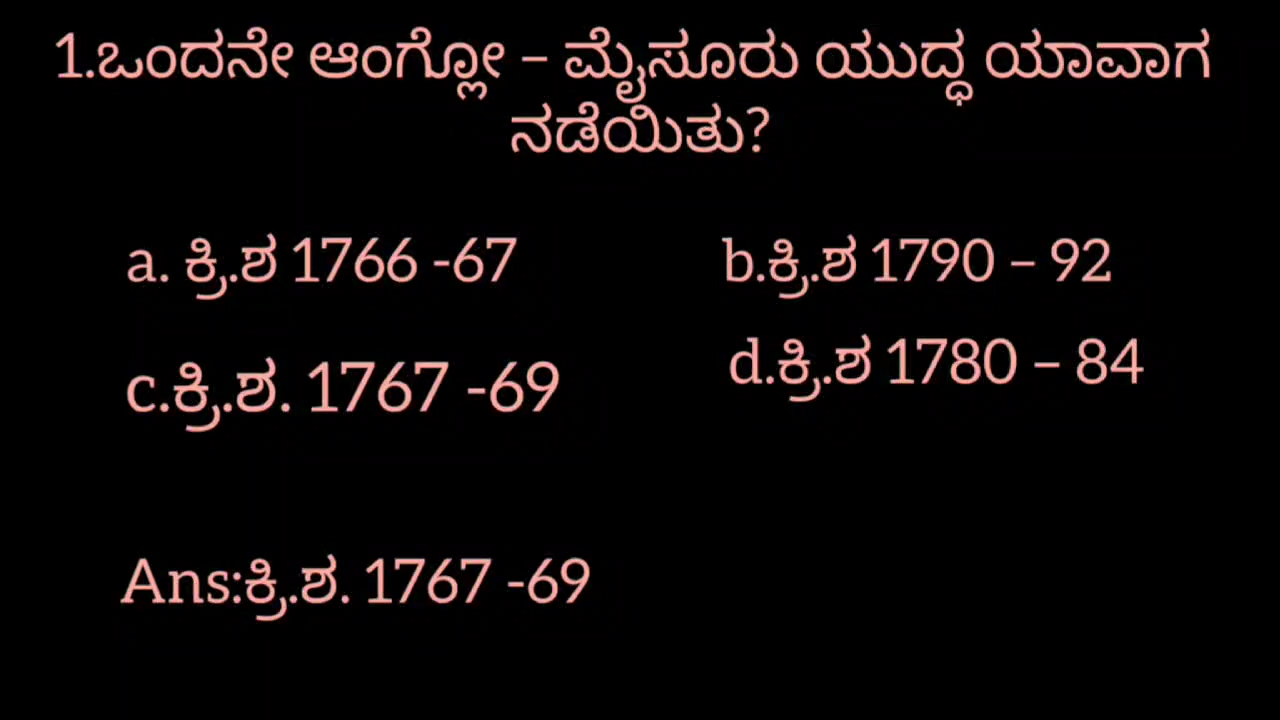 1.ಒಂದನೇ ಆಂಗ್ಲೋ – ಮೈಸೂರು ಯುದ್ಧ ಯಾವಾಗ
ನಡೆಯಿತು?
a. ಕ್ರಿ.ಶ 1766 -67
b.ಕ್ರಿ.ಶ 1790 – 92
c.ಕ್ರಿ.ಶ. 1767 -69
d.ಕ್ರಿ.ಶ 1780 – 84
Ans:ಕ್ರಿ.ಶ. 1767 -69